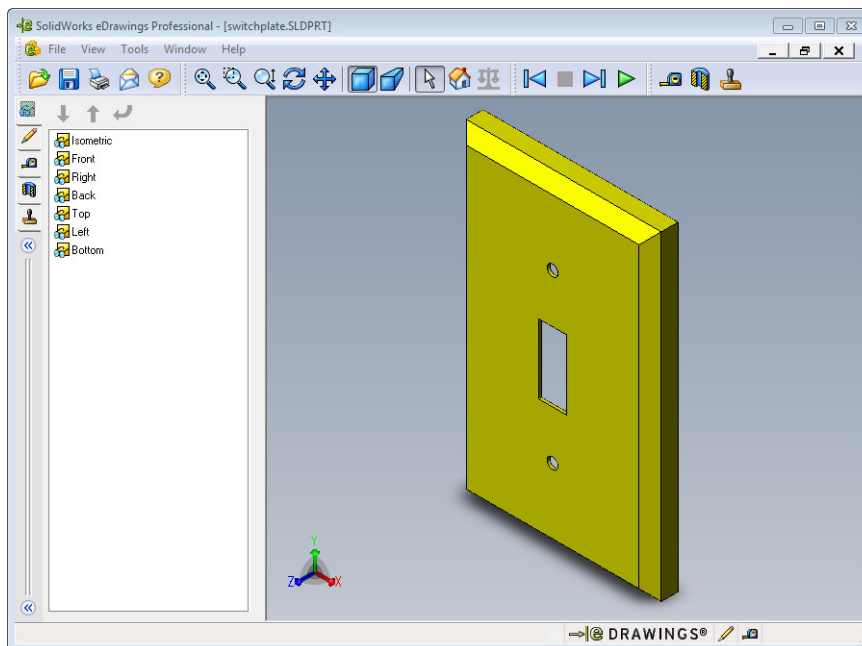 SolidWorks eDrawings Professional - [switchplate.SLDPRT]
File View Tools Window Help
Isometric
Front
Right
Back
Top
Left
Bottom
Y
Z X
e DRAWINGS®